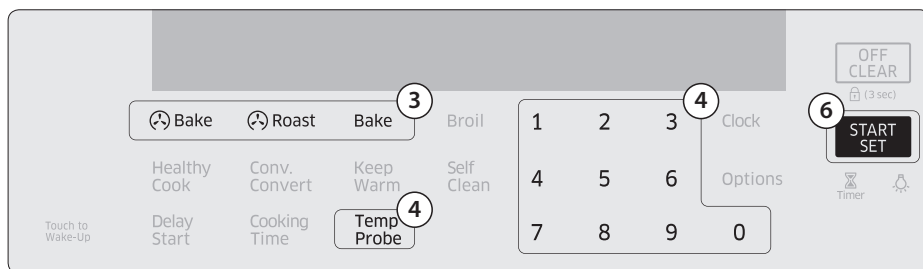 OFF
CLEAR
(3 sec)
3
4
6
Bake Roast Bake Broil 1 2 3 Clock START
SET
Healthy
Cook
Conv.
Convert
Keep
Warm
Self
Clean
4 5 6 Options
Timer
4
Touch to
Wake-Up
Delay
Start
Cooking
Time
Temp
Probe
7 8 9 0